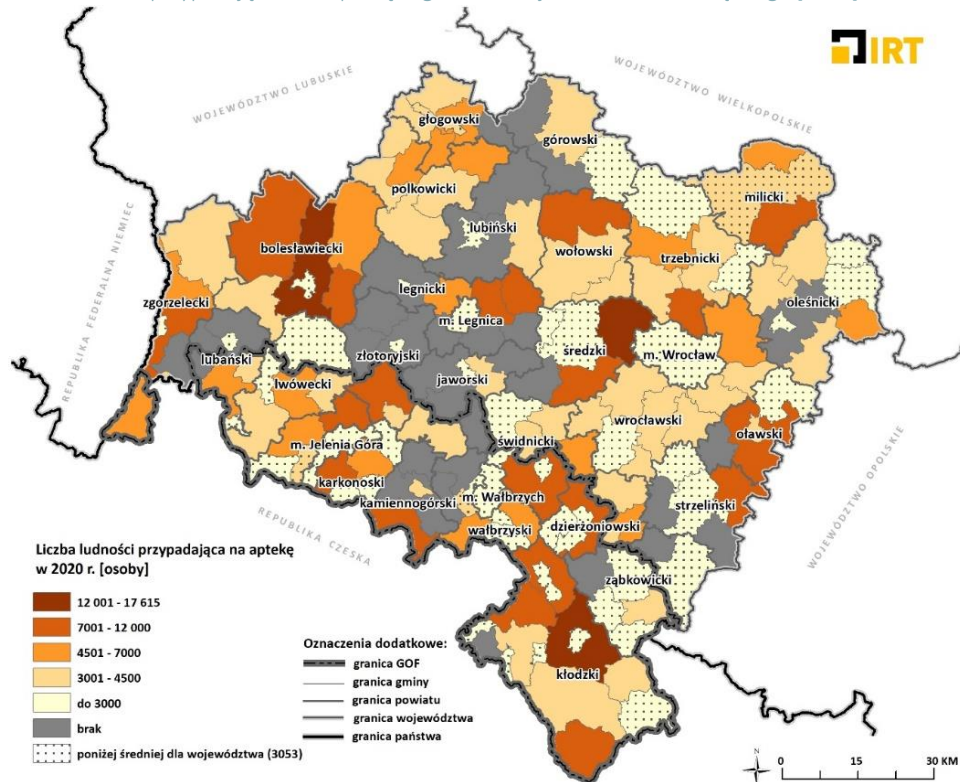 IRT
WOJEWÓDZTWO LUBUSKIE
WOJEWÓDZTWO WIELKOPOLSKIE
głogowski
górowski
polkowicki
milicki
REPUBLIKA FEDERALNA NIEMIEC
bolesławiecki
lubiński
wołowski
trzebnicki
zgorzelecki
legnicki
oleśnicki
m. Legnica
lubański
złotoryjski
średzki
m. Wrocław
jaworski
lwówecki
wrocławski
oławski
m. Jelenia Góra
świdnicki
karkonoski
kamiennogórski
m. Wałbrzych
strzeliński
WOJEWÓDZTWO OPOLSKIE
REPUBLIKA CZESKA
wałbrzyski
dzierżoniowski
ząbkowicki
kłodzki
Liczba ludności przypadająca na aptekę
w 2020 r. [osoby]
12 001 - 17 615
7001 - 12 000
4501 - 7000
3001 - 4500
do 3000
brak
poniżej średniej dla województwa (3053)
Oznaczenia dodatkowe:
granica GOF
granica gminy
granica powiatu
granica województwa
granica państwa
N
0 15 30 KM